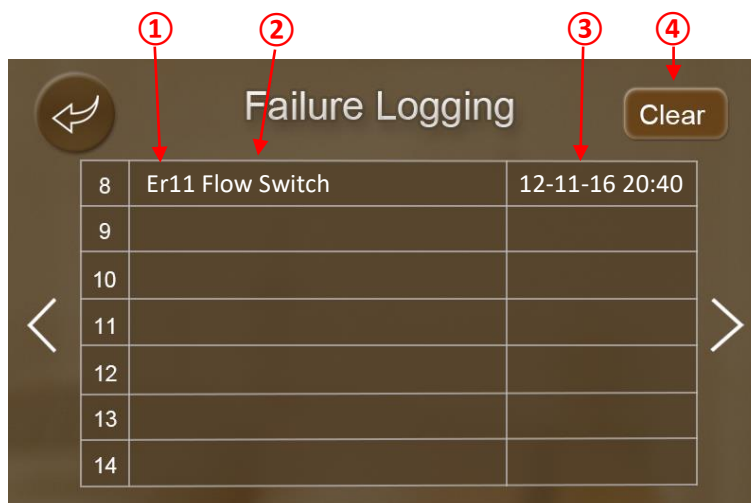 ① ② ③ ④
Failure Logging Clear
8 Er11 Flow Switch 12-11-16 20:40
9
10
11
12
13
14